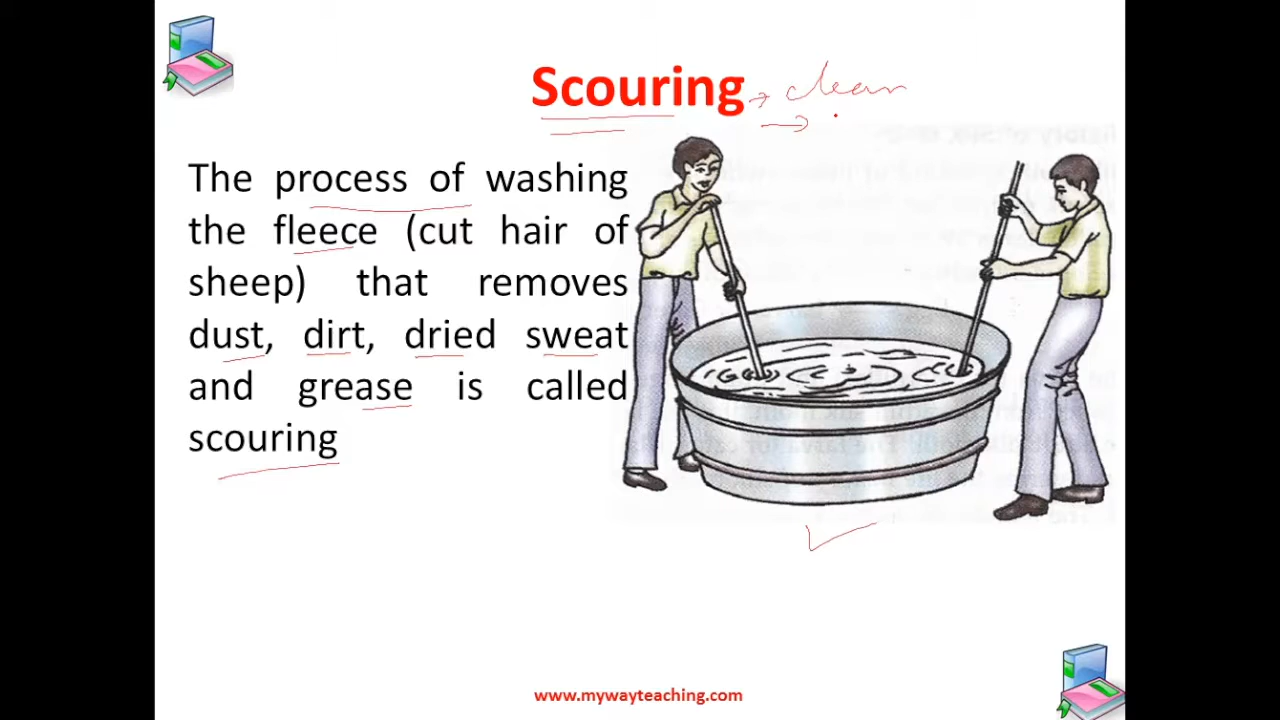 Scouring → clean
The process of washing
the fleece (cut hair of
sheep) that removes
dust, dirt, dried sweat
and grease is called
scouring
www.mywayteaching.com